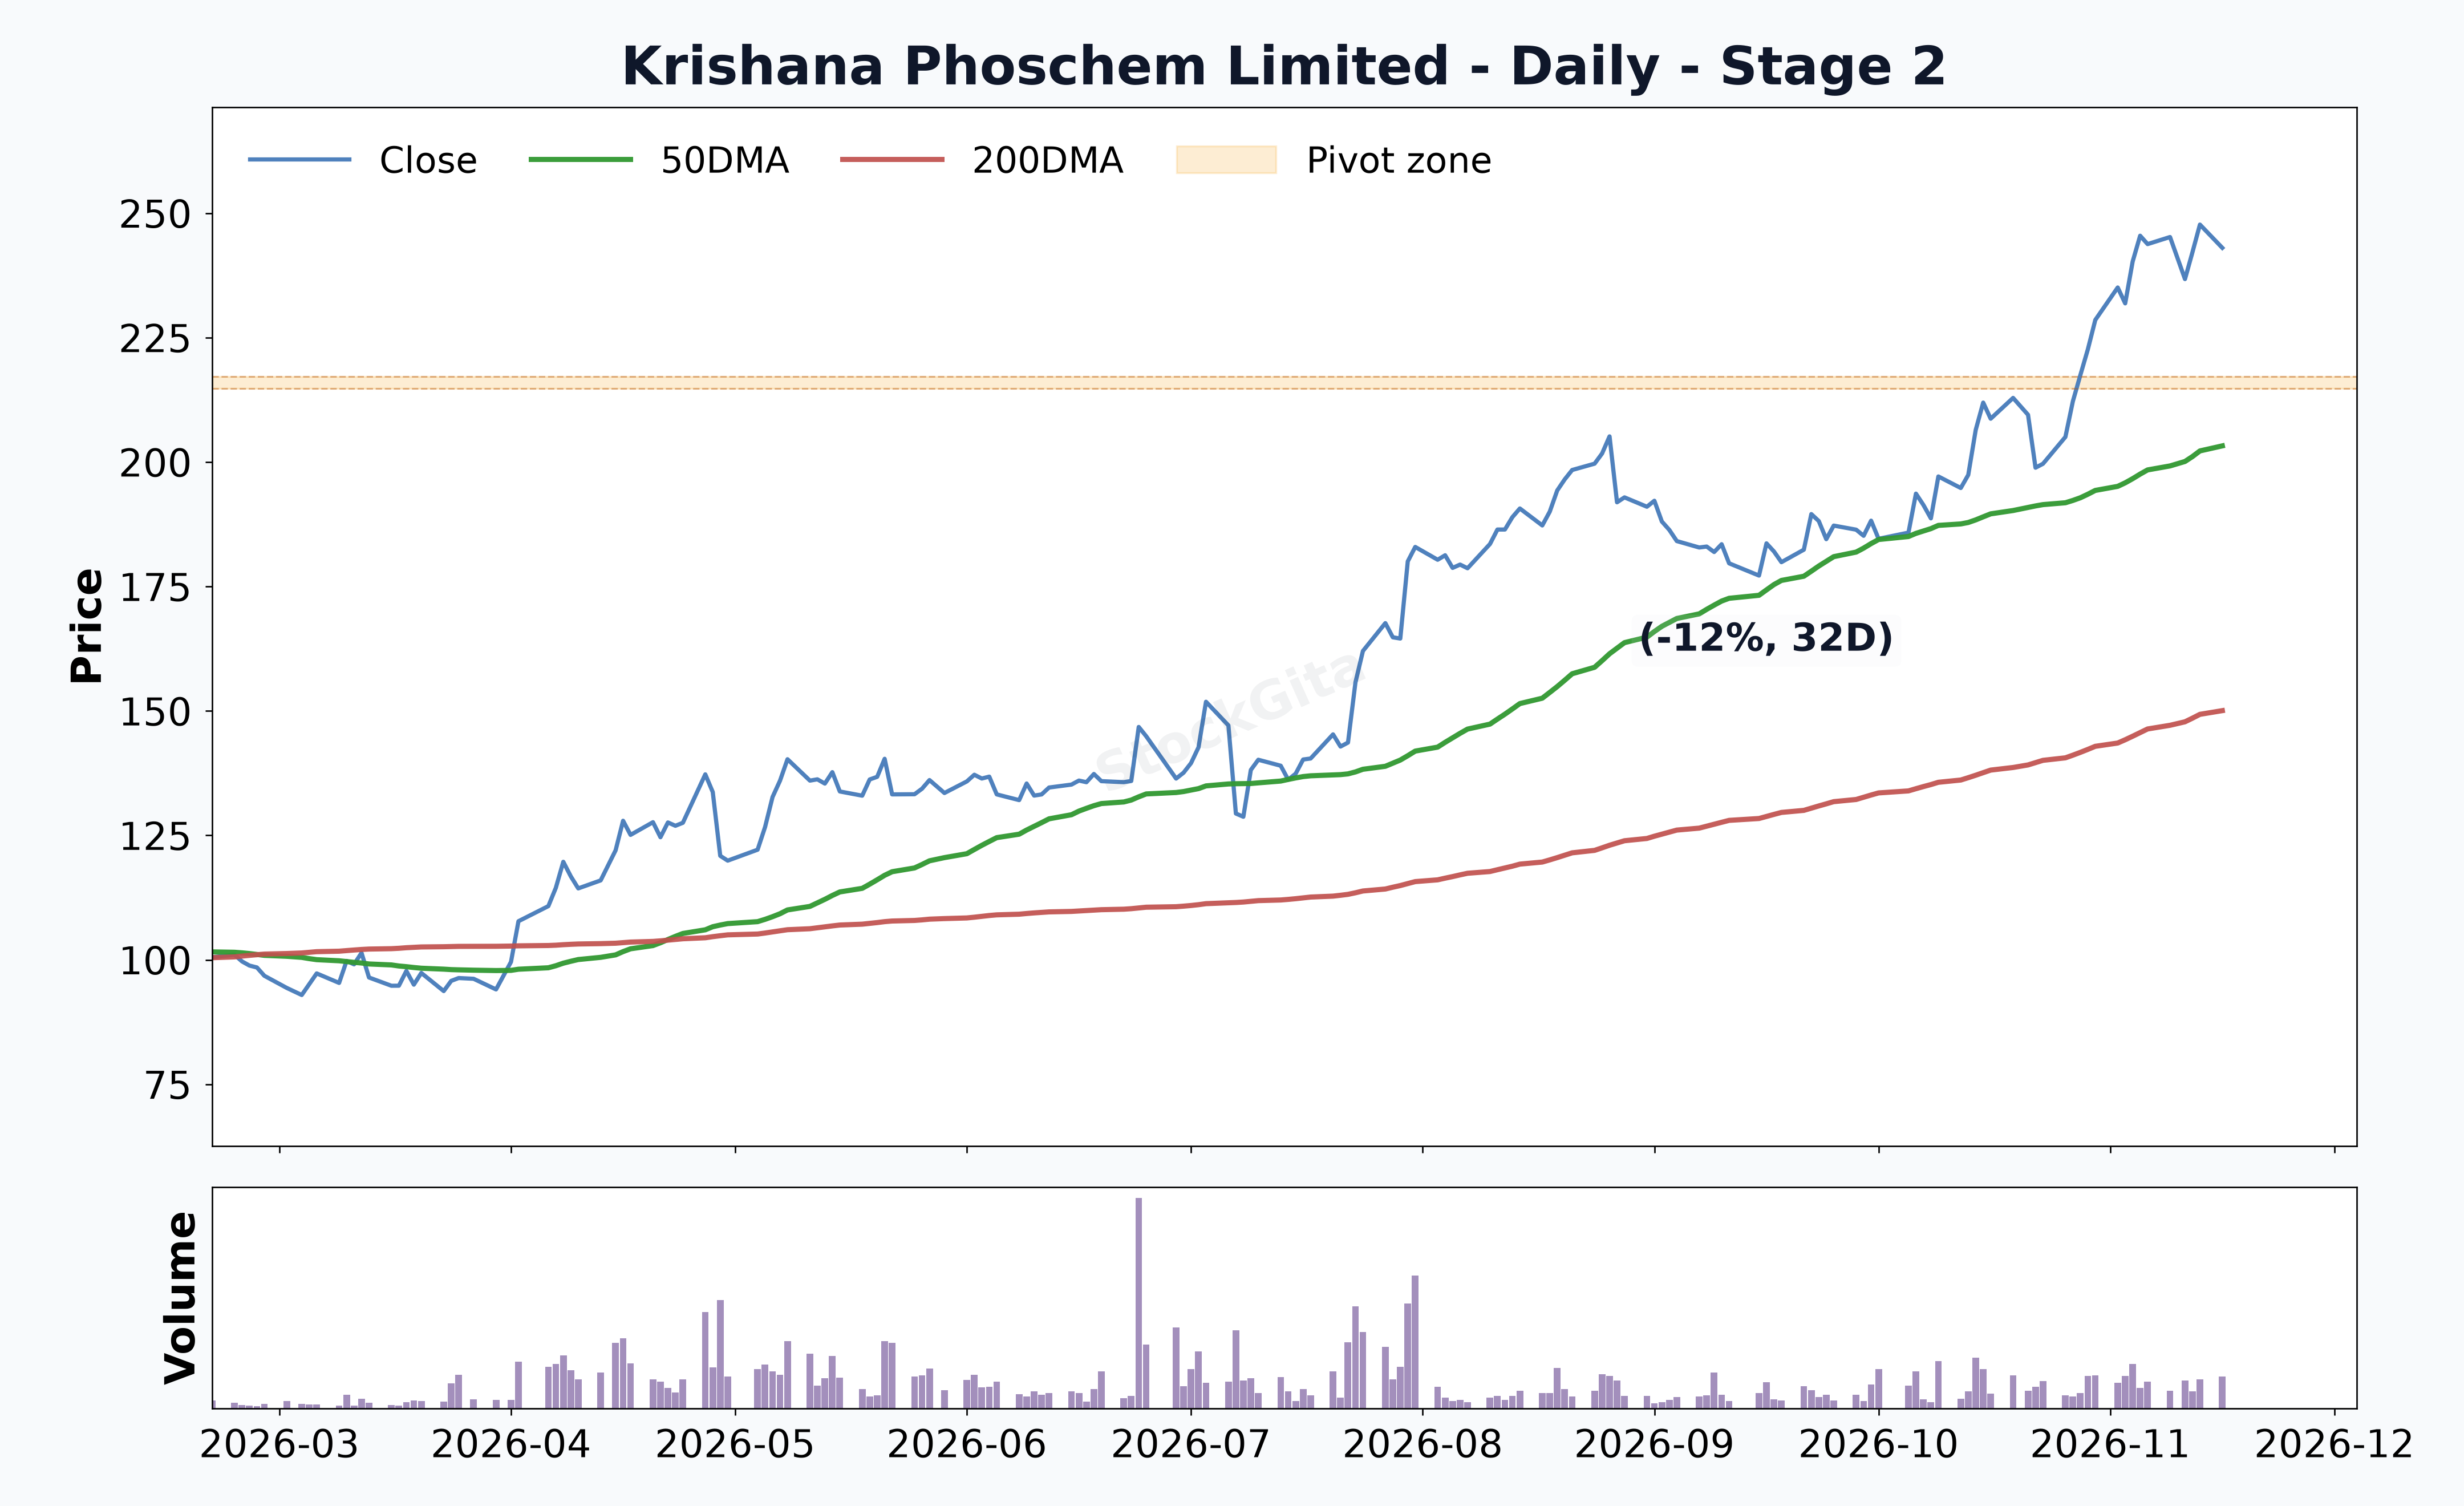 Krishana Phoschem Limited - Daily - Stage 2
Close 50DMA 200DMA Pivot zone
250
225
200
175
150
125
100
75
Price
(-12%, 32D)
StockGita
Volume
2026-03 2026-04 2026-05 2026-06 2026-07 2026-08 2026-09 2026-10 2026-11 2026-12